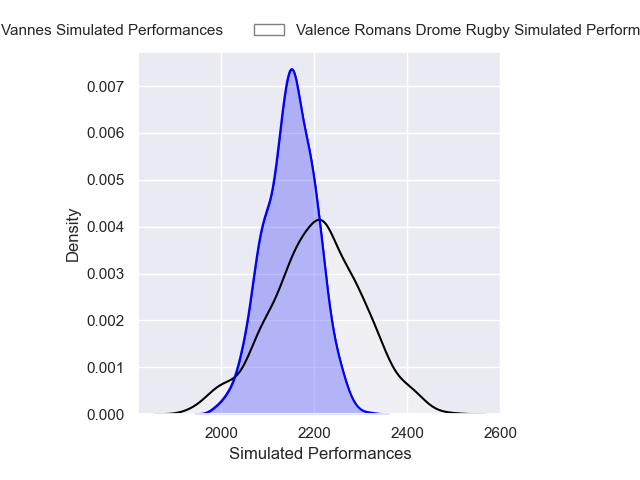 Vannes Simulated Performances
Valence Romans Drome Rugby Simulated Perform
0.007
0.006
0.005
0.004
0.003
0.002
0.001
0.000
Density
2000 2200 2400 2600
Simulated Performances